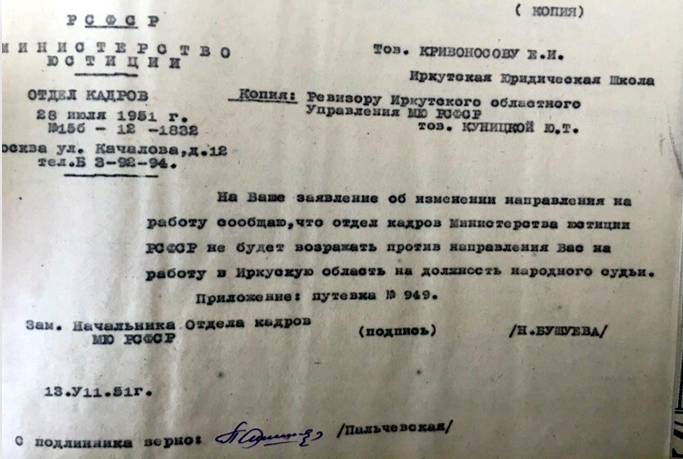 ( КОПИЯ)
РСФСР
МИНИСТЕРСТВО
ЮСТИЦИИ
ОТДЕЛ КАДРОВ
28 июля 1951 г.
№15б - 12 -1832
осква ул. Качалова,д.12
тел.Б 3-92-94.
Тов. КРИВОНОСОВУ Е.И.
Иркутская Юридическая Школа
Копия: Ревизору Иркутского областного
Управления МЮ РСФСР
тов. КУНИЦКОЙ Ю.Т.
На Ваше заявление об изменении направления на
работу сообщаю,что отдел кадров Министерства юстиции
РСФСР не будет возражать против направления Вас на
работу в Иркускую область на должность народного судьи.
Приложение: путевка № 949.
Зам. Начальника Отдела кадров
МЮ РСФСР
(подпись)
/Н.БУШУЕВА/
13.У11.51г.
С подлинника верно:
/Пальчевская/